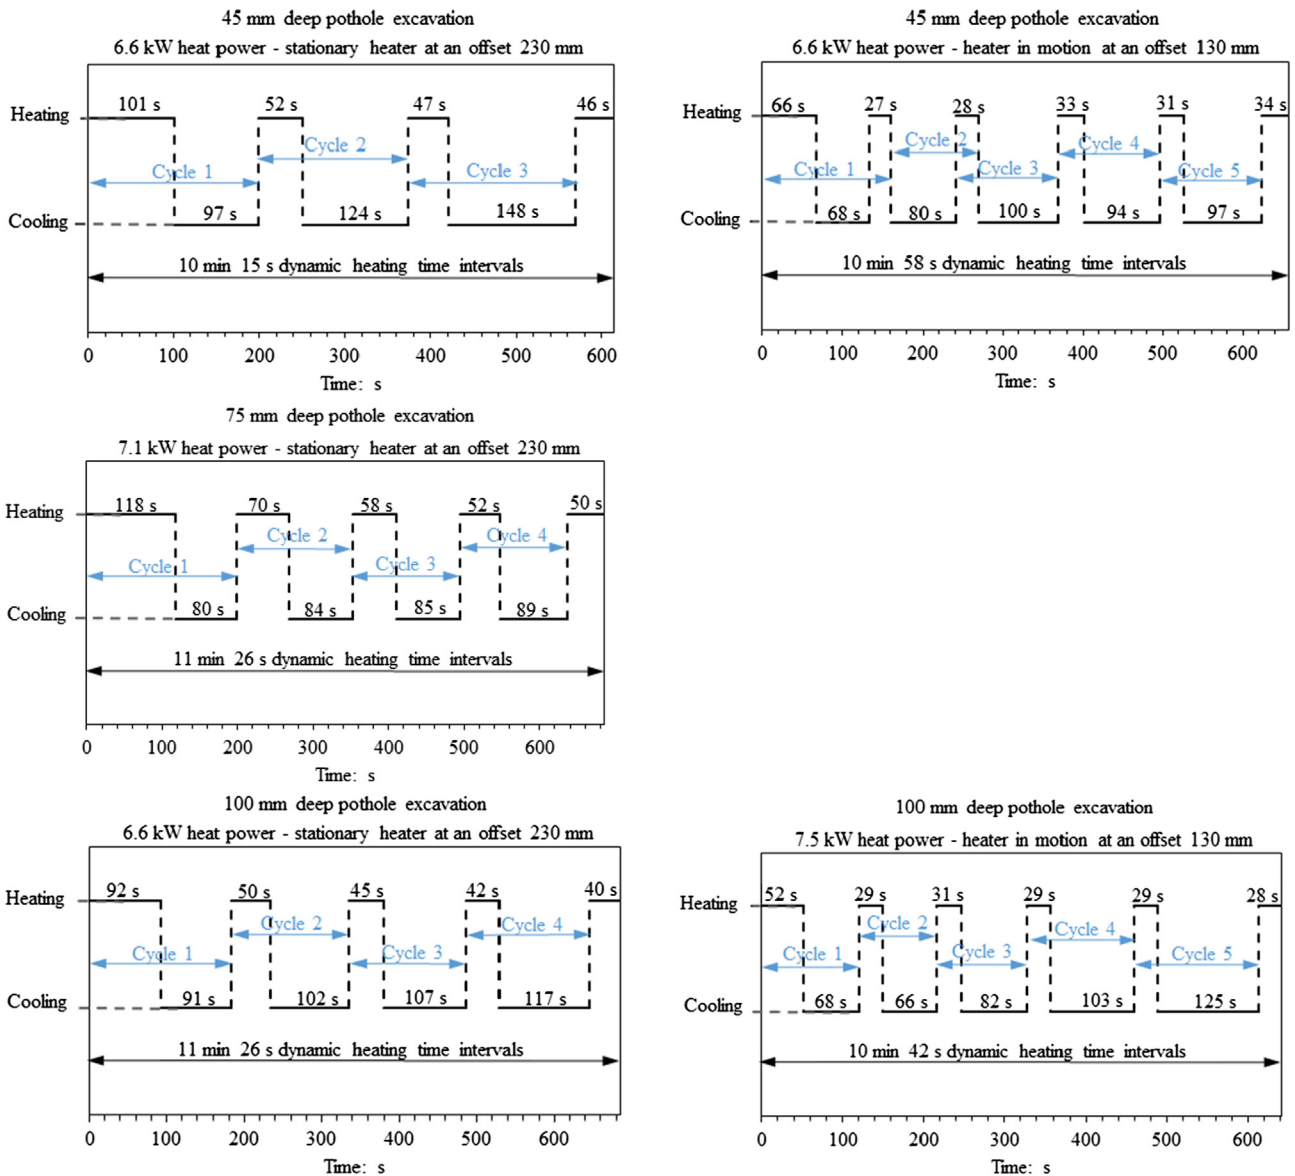 45 mm deep pothole excavation
6.6 kW heat power - stationary heater at an offset 230 mm
101 s 52 s 47 s 46 s
Heating
Cycle 1 Cycle 2 Cycle 3
97 s 124 s 148 s
Cooling
10 min 15 s dynamic heating time intervals
0 100 200 300 400 500 600
Time: s
45 mm deep pothole excavation
6.6 kW heat power - heater in motion at an offset 130 mm
66 s 27 s 28 s 33 s 31 s 34 s
Heating
Cycle 1 Cycle 2 Cycle 3 Cycle 4 Cycle 5
68 s 80 s 100 s 94 s 97 s
Cooling
10 min 58 s dynamic heating time intervals
0 100 200 300 400 500 600
Time: s
75 mm deep pothole excavation
7.1 kW heat power - stationary heater at an offset 230 mm
118 s 70 s 58 s 52 s 50 s
Heating
Cycle 1 Cycle 2 Cycle 3 Cycle 4
80 s 84 s 85 s 89 s
Cooling
11 min 26 s dynamic heating time intervals
0 100 200 300 400 500 600
Time: s
100 mm deep pothole excavation
6.6 kW heat power - stationary heater at an offset 230 mm
92 s 50 s 45 s 42 s 40 s
Heating
Cycle 1 Cycle 2 Cycle 3 Cycle 4
91 s 102 s 107 s 117 s
Cooling
11 min 26 s dynamic heating time intervals
0 100 200 300 400 500 600
Time: s
100 mm deep pothole excavation
7.5 kW heat power - heater in motion at an offset 130 mm
52 s 29 s 31 s 29 s 29 s 28 s
Heating
Cycle 1 Cycle 2 Cycle 3 Cycle 4 Cycle 5
68 s 66 s 82 s 103 s 125 s
Cooling
10 min 42 s dynamic heating time intervals
0 100 200 300 400 500 600
Time: s